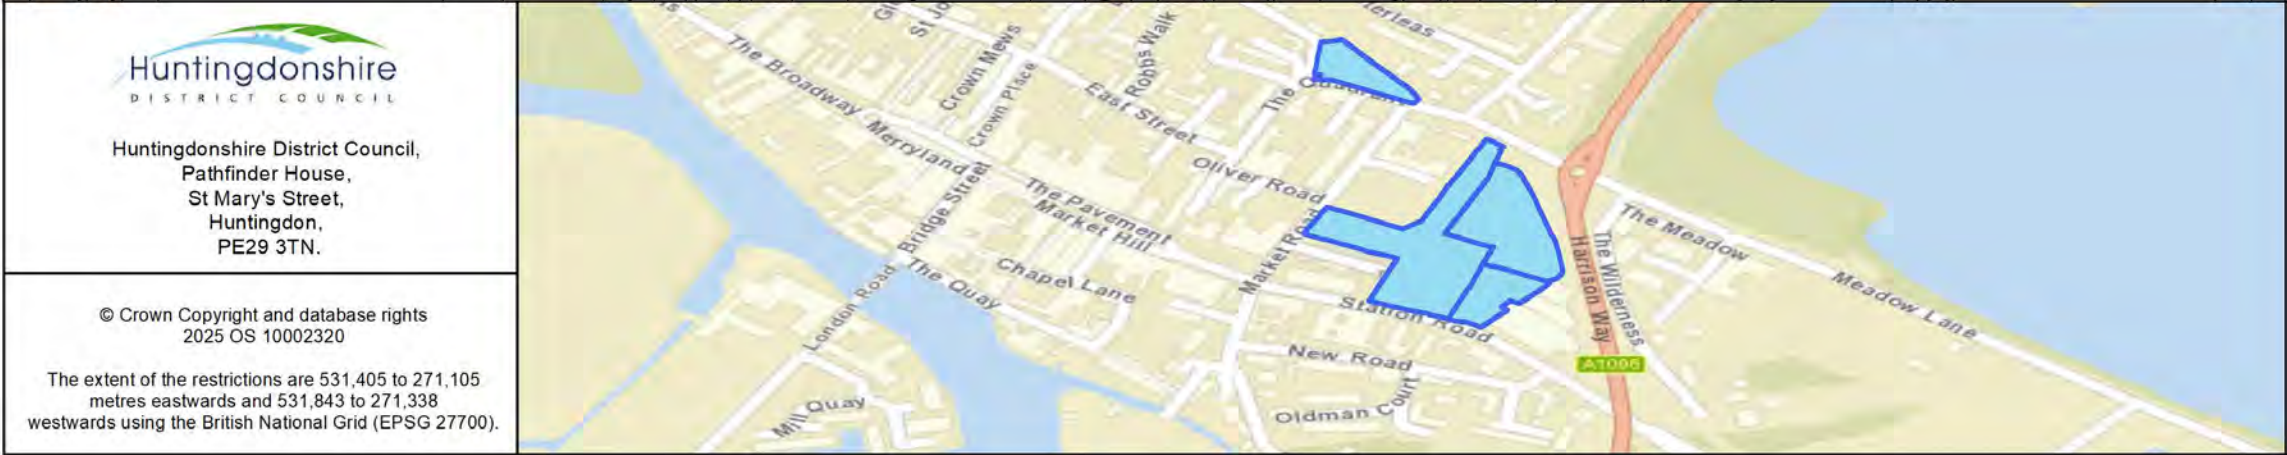 Huntingdonshire
DISTRICT COUNCIL
Huntingdonshire District Council,
Pathfinder House,
St Mary's Street,
Huntingdon,
PE29 3TN.
© Crown Copyright and database rights
2025 OS 10002320
The extent of the restrictions are 531,405 to 271,105
metres eastwards and 531,843 to 271,338
westwards using the British National Grid (EPSG 27700).
St Jo
Crown Mews
Robbs Walk
The Broadway
Crown Place
East Street
The Quadrant
Merryland
Oliver Road
Bridge Street
The Pavement
Market Hill
Market Road
The Meadow
The Wilderness
Harrison Way
The Quay
Chapel Lane
London Road
Station Road
Meadow Lane
New Road
A1096
Mill Quay
Oldman Court